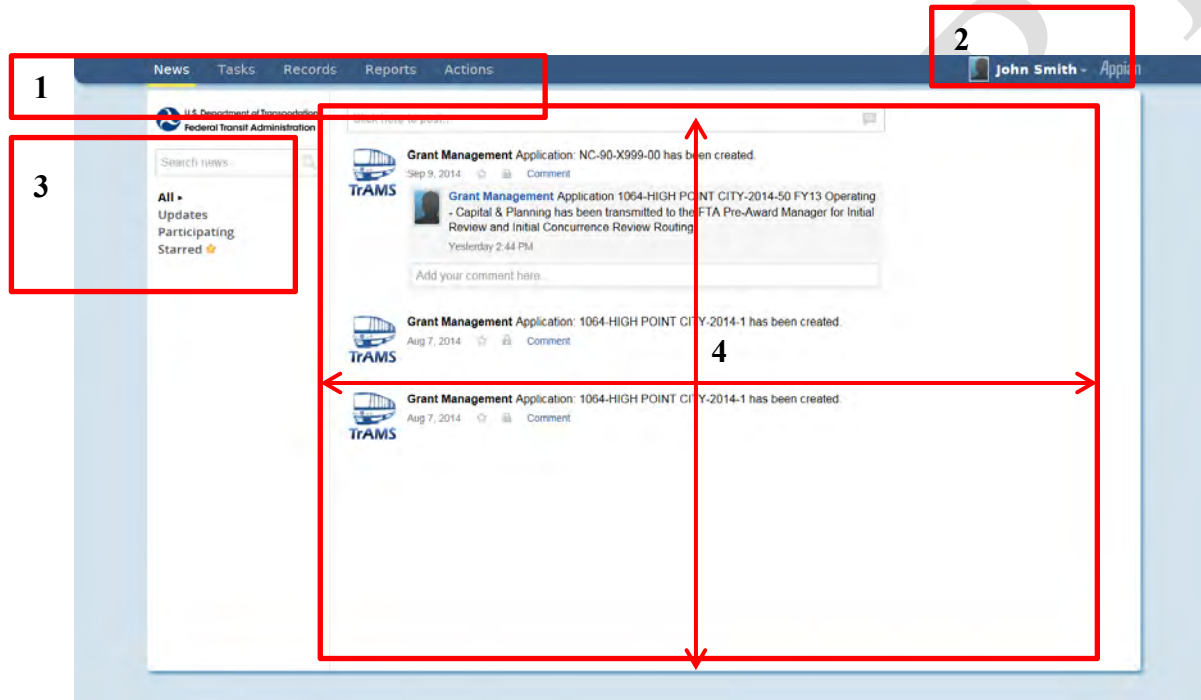 2
1
News Tasks Records Reports Actions
John Smith Appian
U.S. Department of Transportation
Federal Transit Administration
Click here to post...
3
Search news
All
Updates
Participating
Starred
TrAMS
Grant Management Application: NC-90-X999-00 has been created.
Sep 9, 2014 Comment
Grant Management Application 1064-HIGH POINT CITY-2014-50 FY13 Operating
- Capital & Planning has been transmitted to the FTA Pre-Award Manager for Initial
Review and Initial Concurrence Review Routing
Yesterday 2:44 PM
Add your comment here...
TrAMS
Grant Management Application: 1064-HIGH POINT CITY-2014-1 has been created.
Aug 7, 2014 Comment
4
TrAMS
Grant Management Application: 1064-HIGH POINT CITY-2014-1 has been created.
Aug 7, 2014 Comment